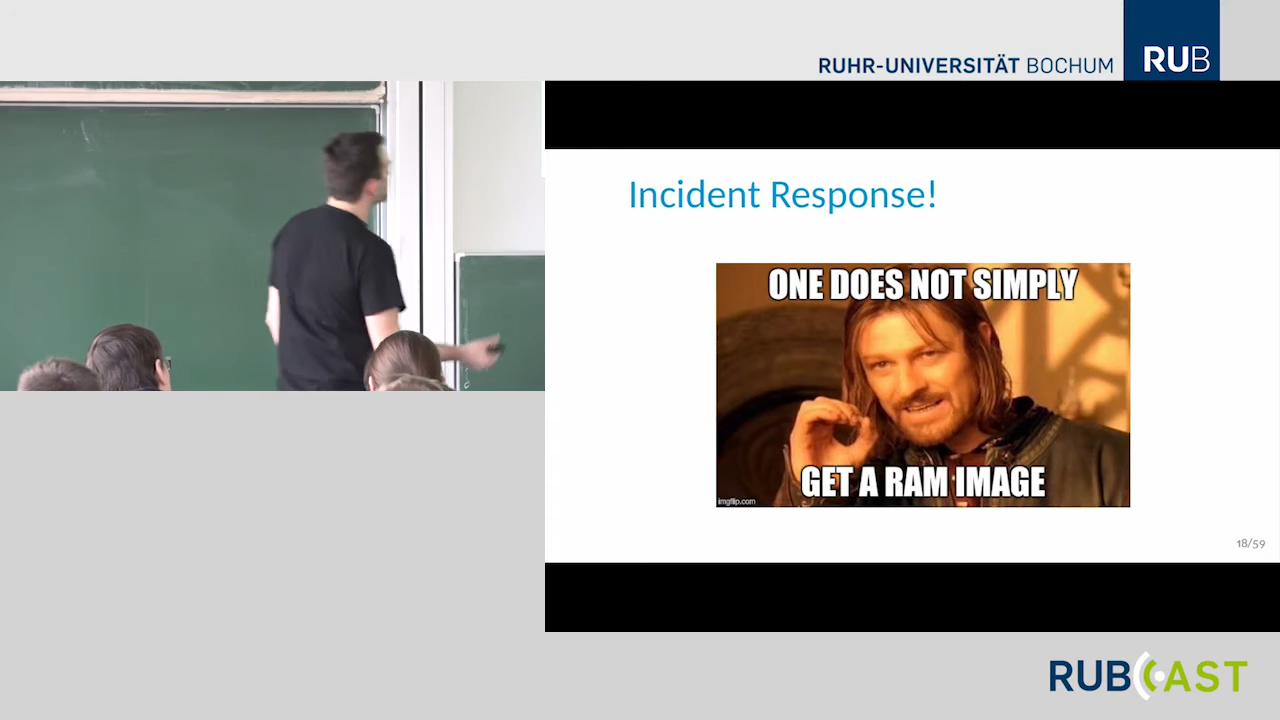 RUHR-UNIVERSITÄT BOCHUM
RUB
Incident Response!
ONE DOES NOT SIMPLY
GET A RAM IMAGE
imgflip.com
18/59
RUBCAST